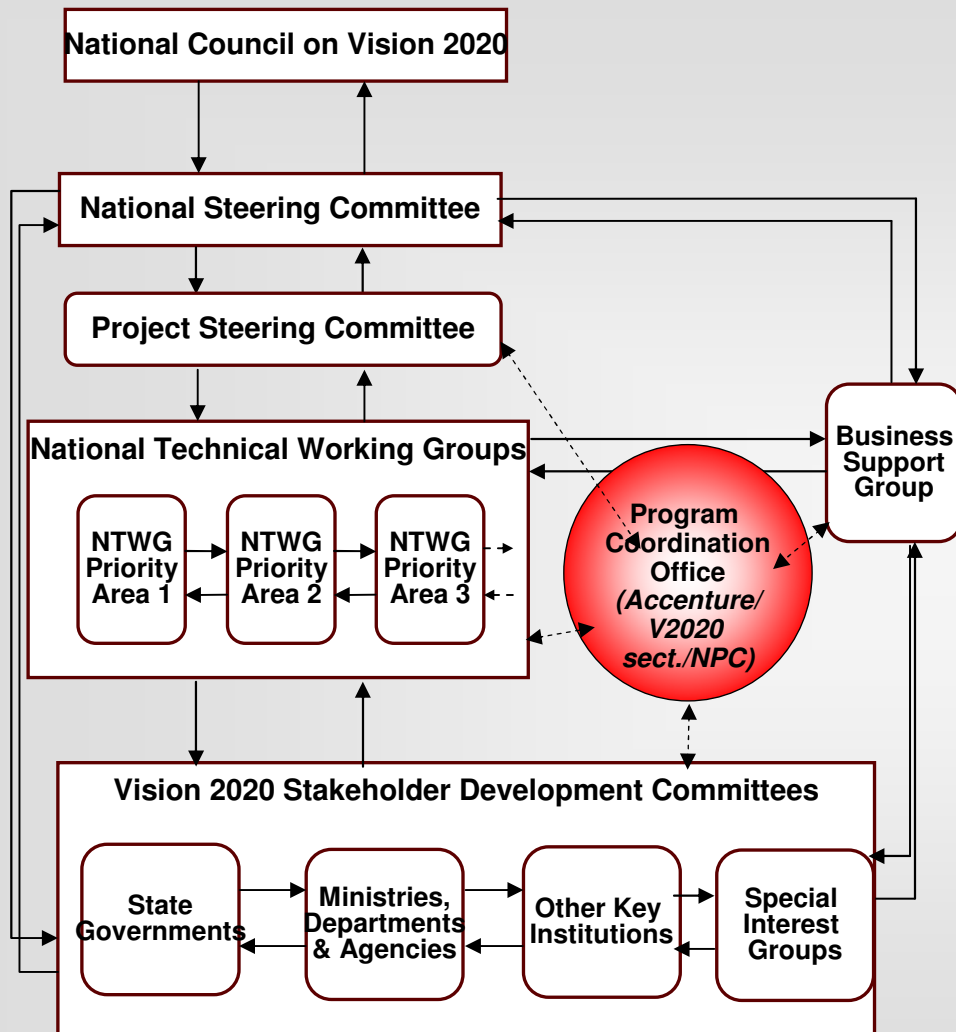 National Council on Vision 2020
National Steering Committee
Project Steering Committee
National Technical Working Groups
NTWG
Priority
Area 1
NTWG
Priority
Area 2
NTWG
Priority
Area 3
Program
Coordination
Office
(Accenture/
V2020
sect./NPC)
Business
Support
Group
Vision 2020 Stakeholder Development Committees
State
Governments
Ministries,
Departments
& Agencies
Other Key
Institutions
Special
Interest
Groups